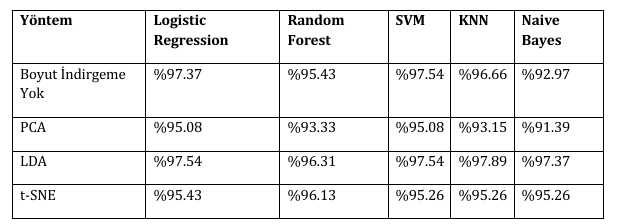 Yöntem Logistic Regression Random Forest SVM KNN Naive Bayes
Boyut İndirgeme Yok %97.37 %95.43 %97.54 %96.66 %92.97
PCA %95.08 %93.33 %95.08 %93.15 %91.39
LDA %97.54 %96.31 %97.54 %97.89 %97.37
t-SNE %95.43 %96.13 %95.26 %95.26 %95.26